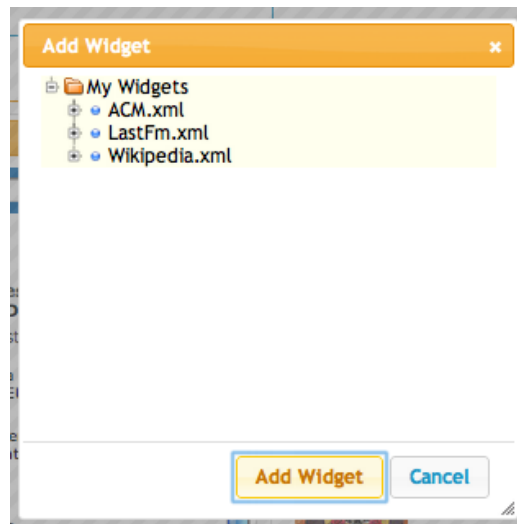 Add Widget
My Widgets
ACM.xml
LastFm.xml
Wikipedia.xml
Add Widget
Cancel